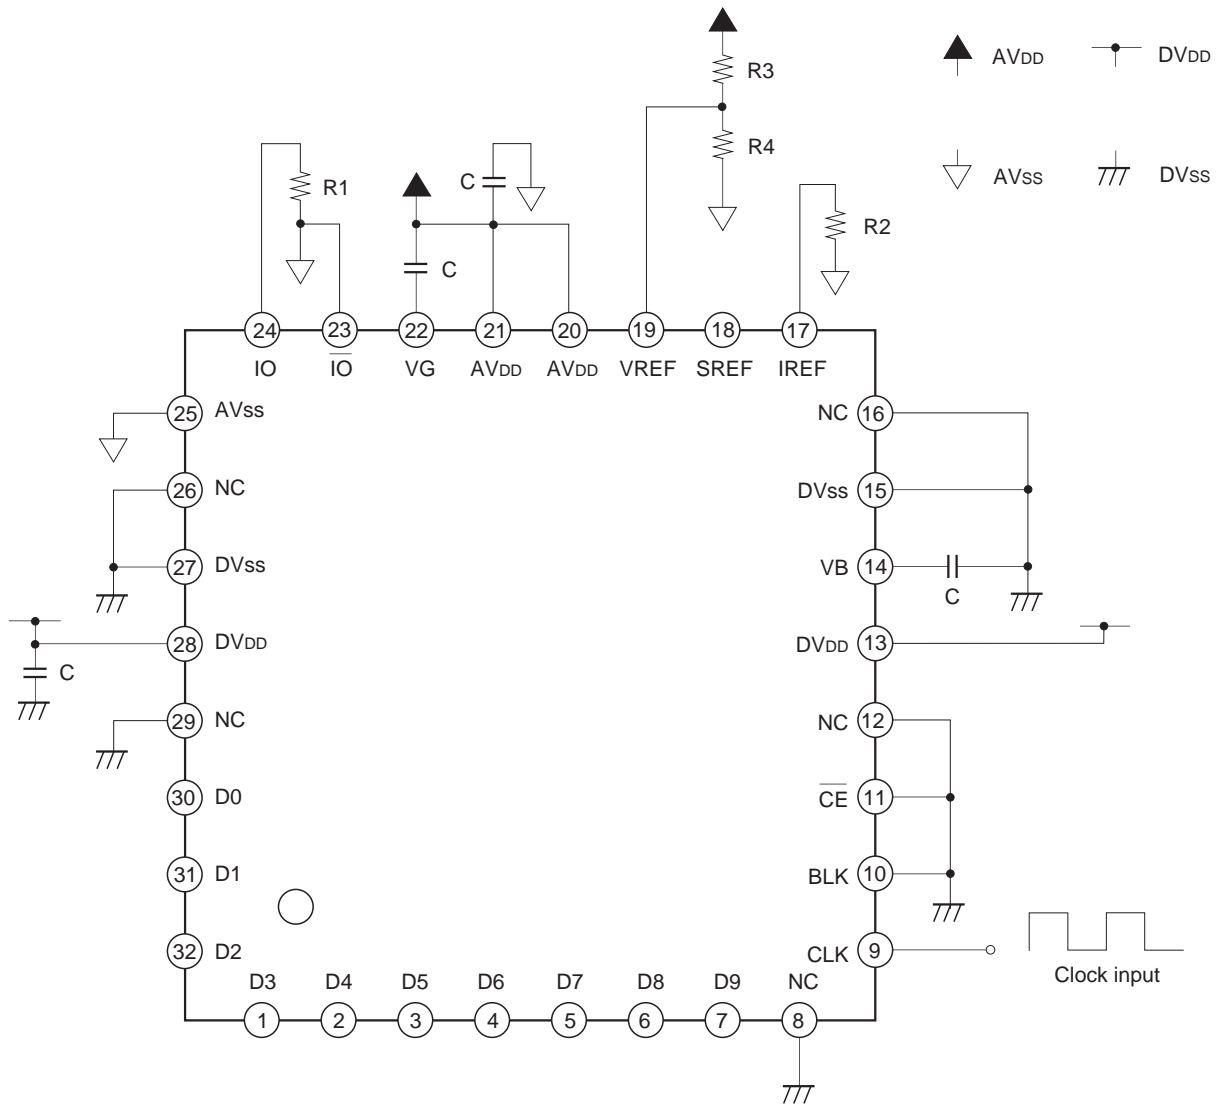 R3
AVDD
DVDD
R4
AVss
DVss
R1
C
R2
C
24
23
22
21
20
19
18
17
IO
IO
VG
AVDD
AVDD
VREF
SREF
IREF
25
AVss
NC
16
26
NC
DVss
15
27
DVss
VB
14
C
28
DVDD
DVDD
13
C
29
NC
NC
12
30
D0
CE
11
31
D1
BLK
10
32
D2
CLK
9
Clock input
D3
D4
D5
D6
D7
D8
D9
NC
1
2
3
4
5
6
7
8